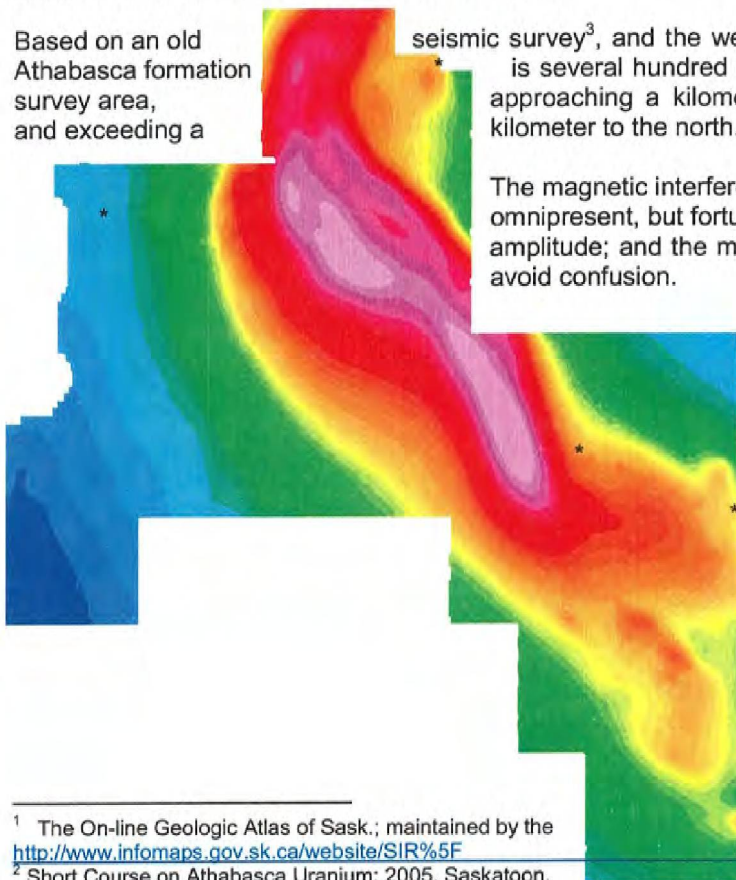 Based on an old seismic survey³, and the we
Athabasca formation is several hundred
survey area, approaching a kilome
and exceeding a kilometer to the north.
The magnetic interfer
omnipresent, but fortu
amplitude; and the m
avoid confusion.
*
*
*
*
¹ The On-line Geologic Atlas of Sask.; maintained by the
http://www.infomaps.gov.sk.ca/website/SIR%5F
² Short Course on Athabasca Uranium; 2005, Saskatoon,